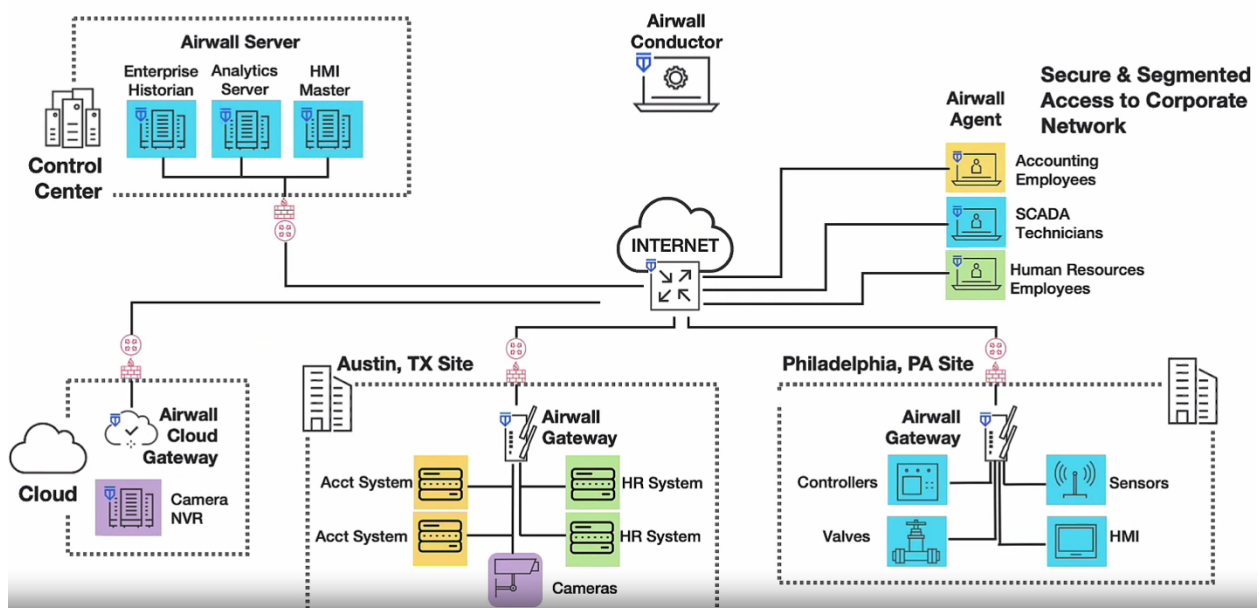 Airwall Server
Enterprise
Historian
Analytics
Server
HMI
Master
Control
Center
Airwall
Conductor
Secure & Segmented
Access to Corporate
Network
Airwall
Agent
Accounting
Employees
SCADA
Technicians
Human Resources
Employees
INTERNET
Cloud
Airwall
Cloud
Gateway
Camera
NVR
Austin, TX Site
Airwall
Gateway
Acct System
HR System
Acct System
HR System
Cameras
Philadelphia, PA Site
Airwall
Gateway
Controllers
Sensors
Valves
HMI